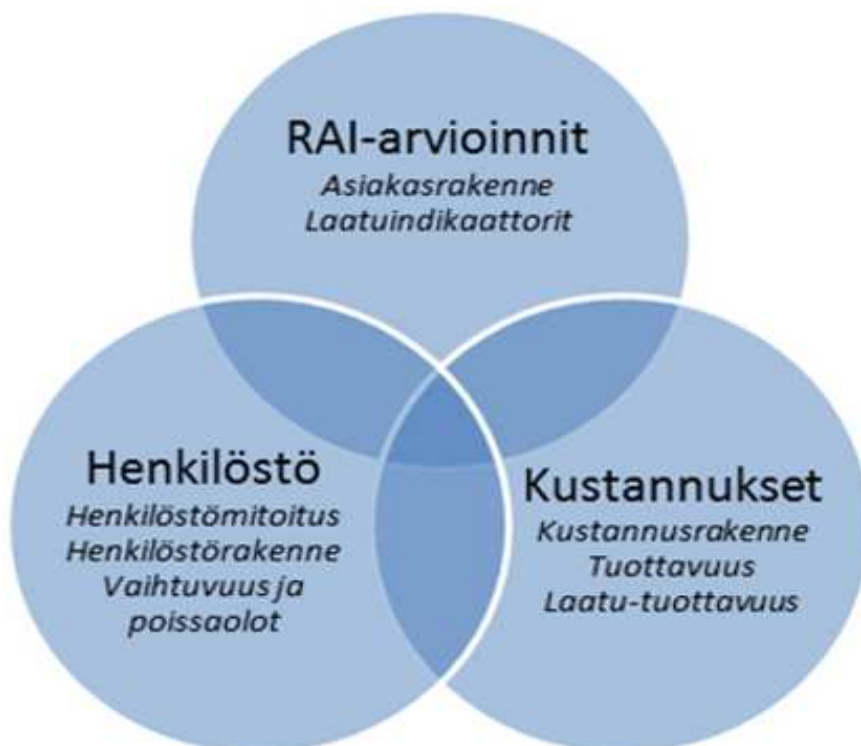 RAI-arvioinnit
Asiakasrakenne
Laatuindikaattorit
Henkilöstö
Henkilöstömitoitus
Henkilöstörakenne
Vaihtuvuus ja
poissaolot
Kustannukset
Kustannusrakenne
Tuottavuus
Laatu-tuottavuus